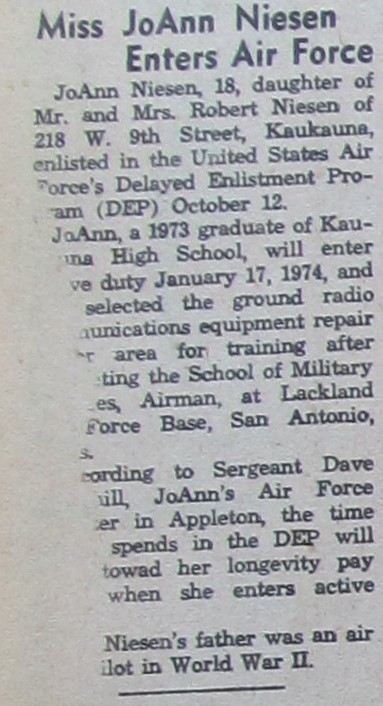 Miss JoAnn Niesen
Enters Air Force
JoAnn Niesen, 18, daughter of
Mr. and Mrs. Robert Niesen of
218 W. 9th Street, Kaukauna,
enlisted in the United States Air
Force's Delayed Enlistment Pro-
am (DEP) October 12.
JoAnn, a 1973 graduate of Kau-
una High School, will enter
ve duty January 17, 1974, and
selected the ground radio
unications equipment repair
r area for training after
ting the School of Military
es, Airman, at Lackland
Force Base, San Antonio,
s.
cording to Sergeant Dave
uill, JoAnn's Air Force
er in Appleton, the time
spends in the DEP will
towad her longevity pay
when she enters active
Niesen's father was an air
ilot in World War II.